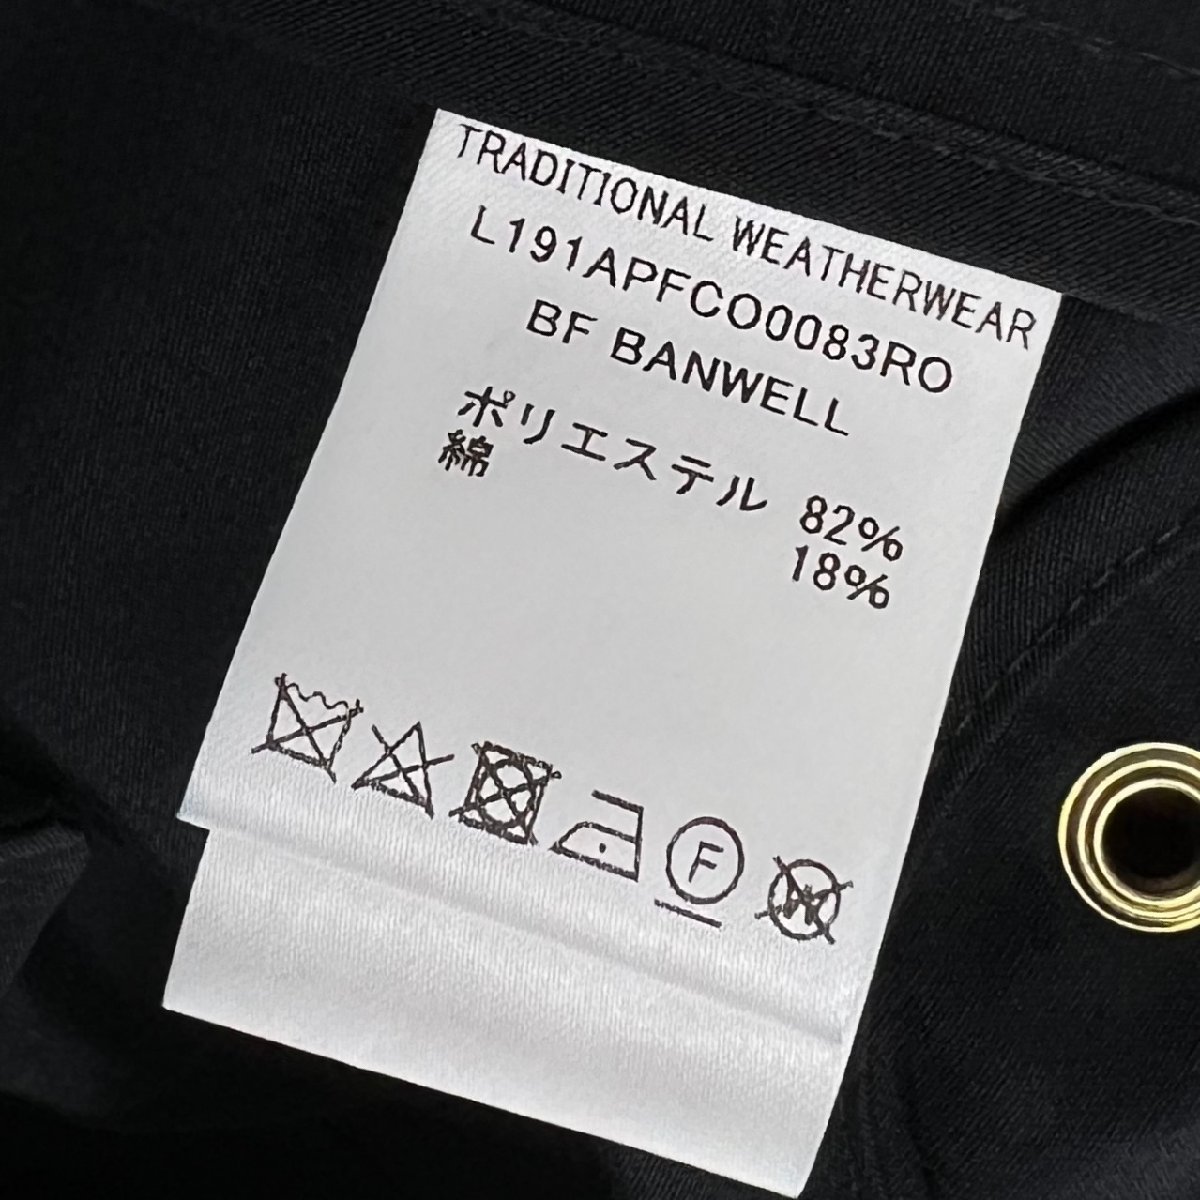 TRADITIONAL WEATHERWEAR
L191APFCO0083RO
BF BANWELL
ポリエステル 82%
綿 18%
F
W